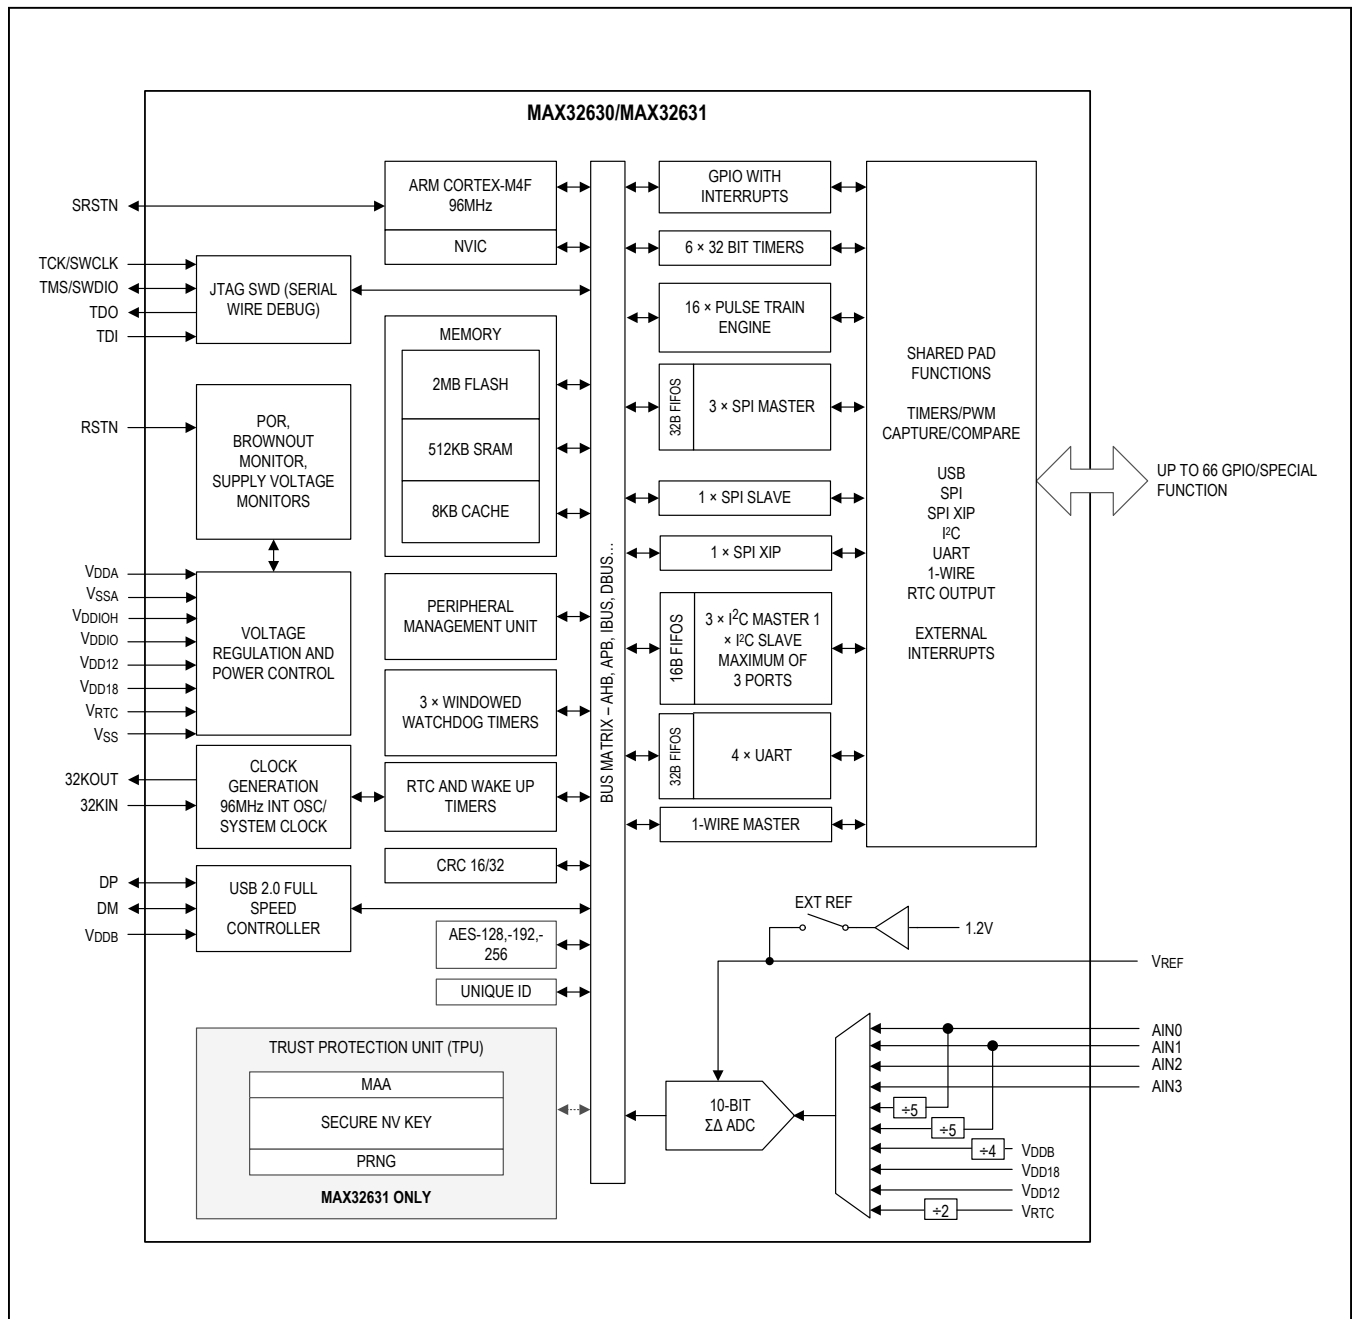 MAX32630/MAX32631
SRSTN
TCK/SWCLK
TMS/SWDIO
TDO
TDI
RSTN
VDDA
VSSA
VDDIOH
VDDIO
VDD12
VDD18
VRTC
VSS
32KOUT
32KIN
DP
DM
VDDB
JTAG SWD (SERIAL
WIRE DEBUG)
POR,
BROWNOUT
MONITOR,
SUPPLY VOLTAGE
MONITORS
VOLTAGE
REGULATION AND
POWER CONTROL
CLOCK
GENERATION
96MHz INT OSC/
SYSTEM CLOCK
USB 2.0 FULL
SPEED
CONTROLLER
ARM CORTEX-M4F
96MHz
NVIC
MEMORY
2MB FLASH
512KB SRAM
8KB CACHE
PERIPHERAL
MANAGEMENT UNIT
3 × WINDOWED
WATCHDOG TIMERS
RTC AND WAKE UP
TIMERS
CRC 16/32
AES-128,-192,-
256
UNIQUE ID
TRUST PROTECTION UNIT (TPU)
MAA
SECURE NV KEY
PRNG
MAX32631 ONLY
BUS MATRIX – AHB, APB, IBUS, DBUS...
GPIO WITH
INTERRUPTS
6 × 32 BIT TIMERS
16 × PULSE TRAIN
ENGINE
32B FIFOS
3 × SPI MASTER
1 × SPI SLAVE
1 × SPI XIP
16B FIFOS
3 × I²C MASTER 1
× I²C SLAVE
MAXIMUM OF
3 PORTS
32B FIFOS
4 × UART
1-WIRE MASTER
SHARED PAD
FUNCTIONS
TIMERS/PWM
CAPTURE/COMPARE
USB
SPI
SPI XIP
I²C
UART
1-WIRE
RTC OUTPUT
EXTERNAL
INTERRUPTS
UP TO 66 GPIO/SPECIAL
FUNCTION
EXT REF
1.2V
VREF
10-BIT
ΣΔ ADC
AIN0
AIN1
AIN2
AIN3
÷5
÷5
÷4
VDDB
VDD18
VDD12
÷2
VRTC